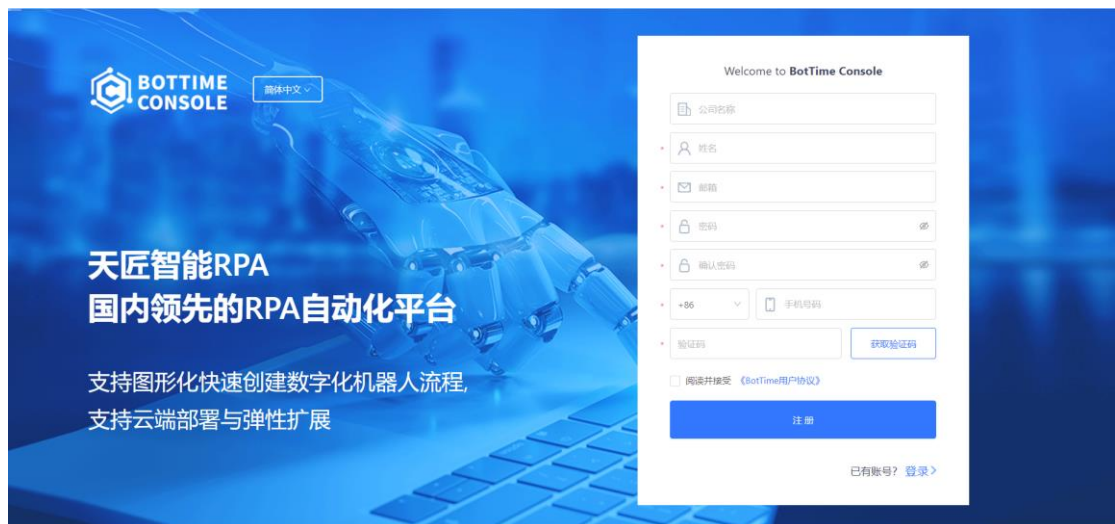 BOTTIME
CONSOLE
简体中文
天匠智能RPA
国内领先的RPA自动化平台
支持图形化快速创建数字化机器人流程,
支持云端部署与弹性扩展
Welcome to BotTime Console
公司名称
* 姓名
* 邮箱
* 密码
* 确认密码
* +86 手机号码
* 验证码 获取验证码
阅读并接受 《BotTime用户协议》
注册
已有账号? 登录>